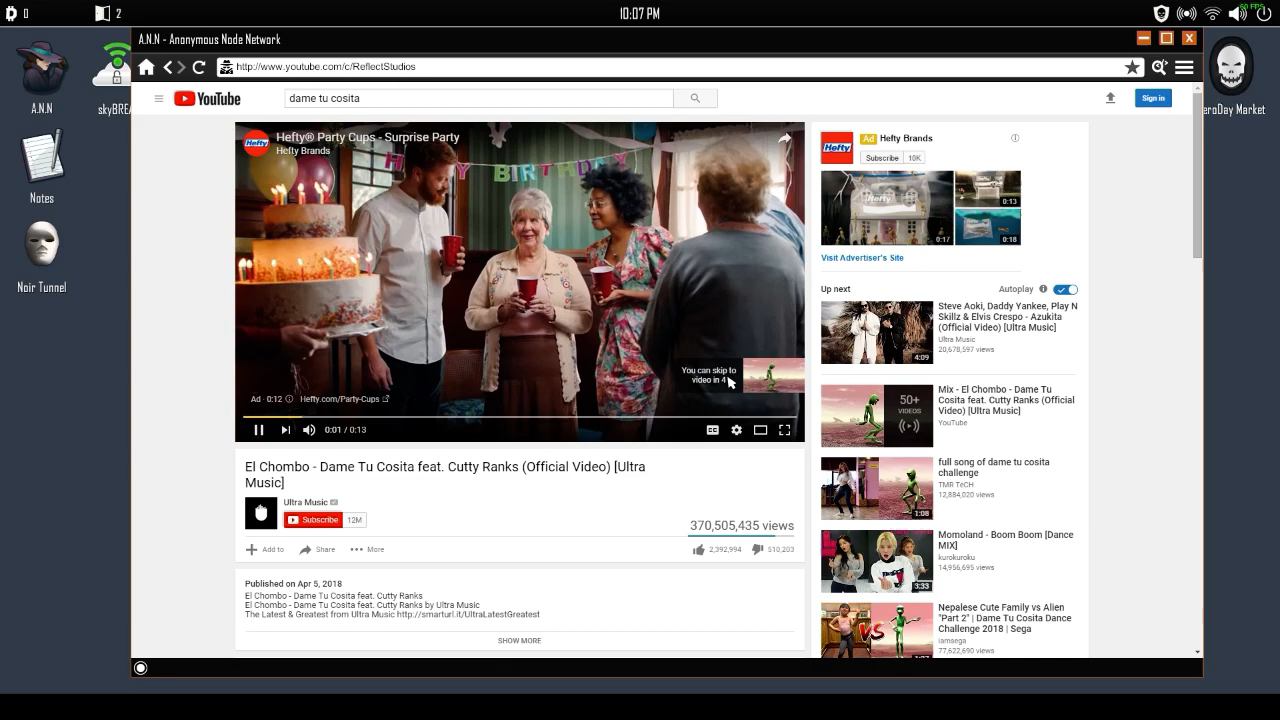 0
2
10:07 PM
60 FPS
A.N.N - Anonymous Node Network
http://www.youtube.com/c/ReflectStudios
A.N.N
skyBREA
Notes
Noir Tunnel
eroDay Market
YouTube
dame tu cosita
Sign in
Hefty
Hefty® Party Cups - Surprise Party
Hefty Brands
BIRTHDAY
You can skip to
video in 4
Ad · 0:12
Hefty.com/Party-Cups
0:01 / 0:13
CC
El Chombo - Dame Tu Cosita feat. Cutty Ranks (Official Video) [Ultra
Music]
Ultra Music
Subscribe 12M
370,505,435 views
Add to
Share
More
2,392,994
510,203
Published on Apr 5, 2018
El Chombo - Dame Tu Cosita feat. Cutty Ranks
El Chombo - Dame Tu Cosita feat. Cutty Ranks by Ultra Music
The Latest & Greatest from Ultra Music http://smarturl.it/UltraLatestGreatest
SHOW MORE
Hefty
Ad Hefty Brands
Subscribe 10K
Hefty
0:17
0:13
0:18
Visit Advertiser's Site
Up next
Autoplay
Steve Aoki, Daddy Yankee, Play N
Skillz & Elvis Crespo - Azukita
(Official Video) [Ultra Music]
Ultra Music
20,678,597 views
4:09
Mix - El Chombo - Dame Tu
Cosita feat. Cutty Ranks (Official
Video) [Ultra Music]
YouTube
50+
VIDEOS
full song of dame tu cosita
challenge
TMR TeCH
12,884,020 views
1:08
Momoland - Boom Boom [Dance
MIX]
kurokuroku
14,956,695 views
3:33
Nepalese Cute Family vs Alien
"Part 2" | Dame Tu Cosita Dance
Challenge 2018 | Sega
iamsega
77,622,690 views
VS